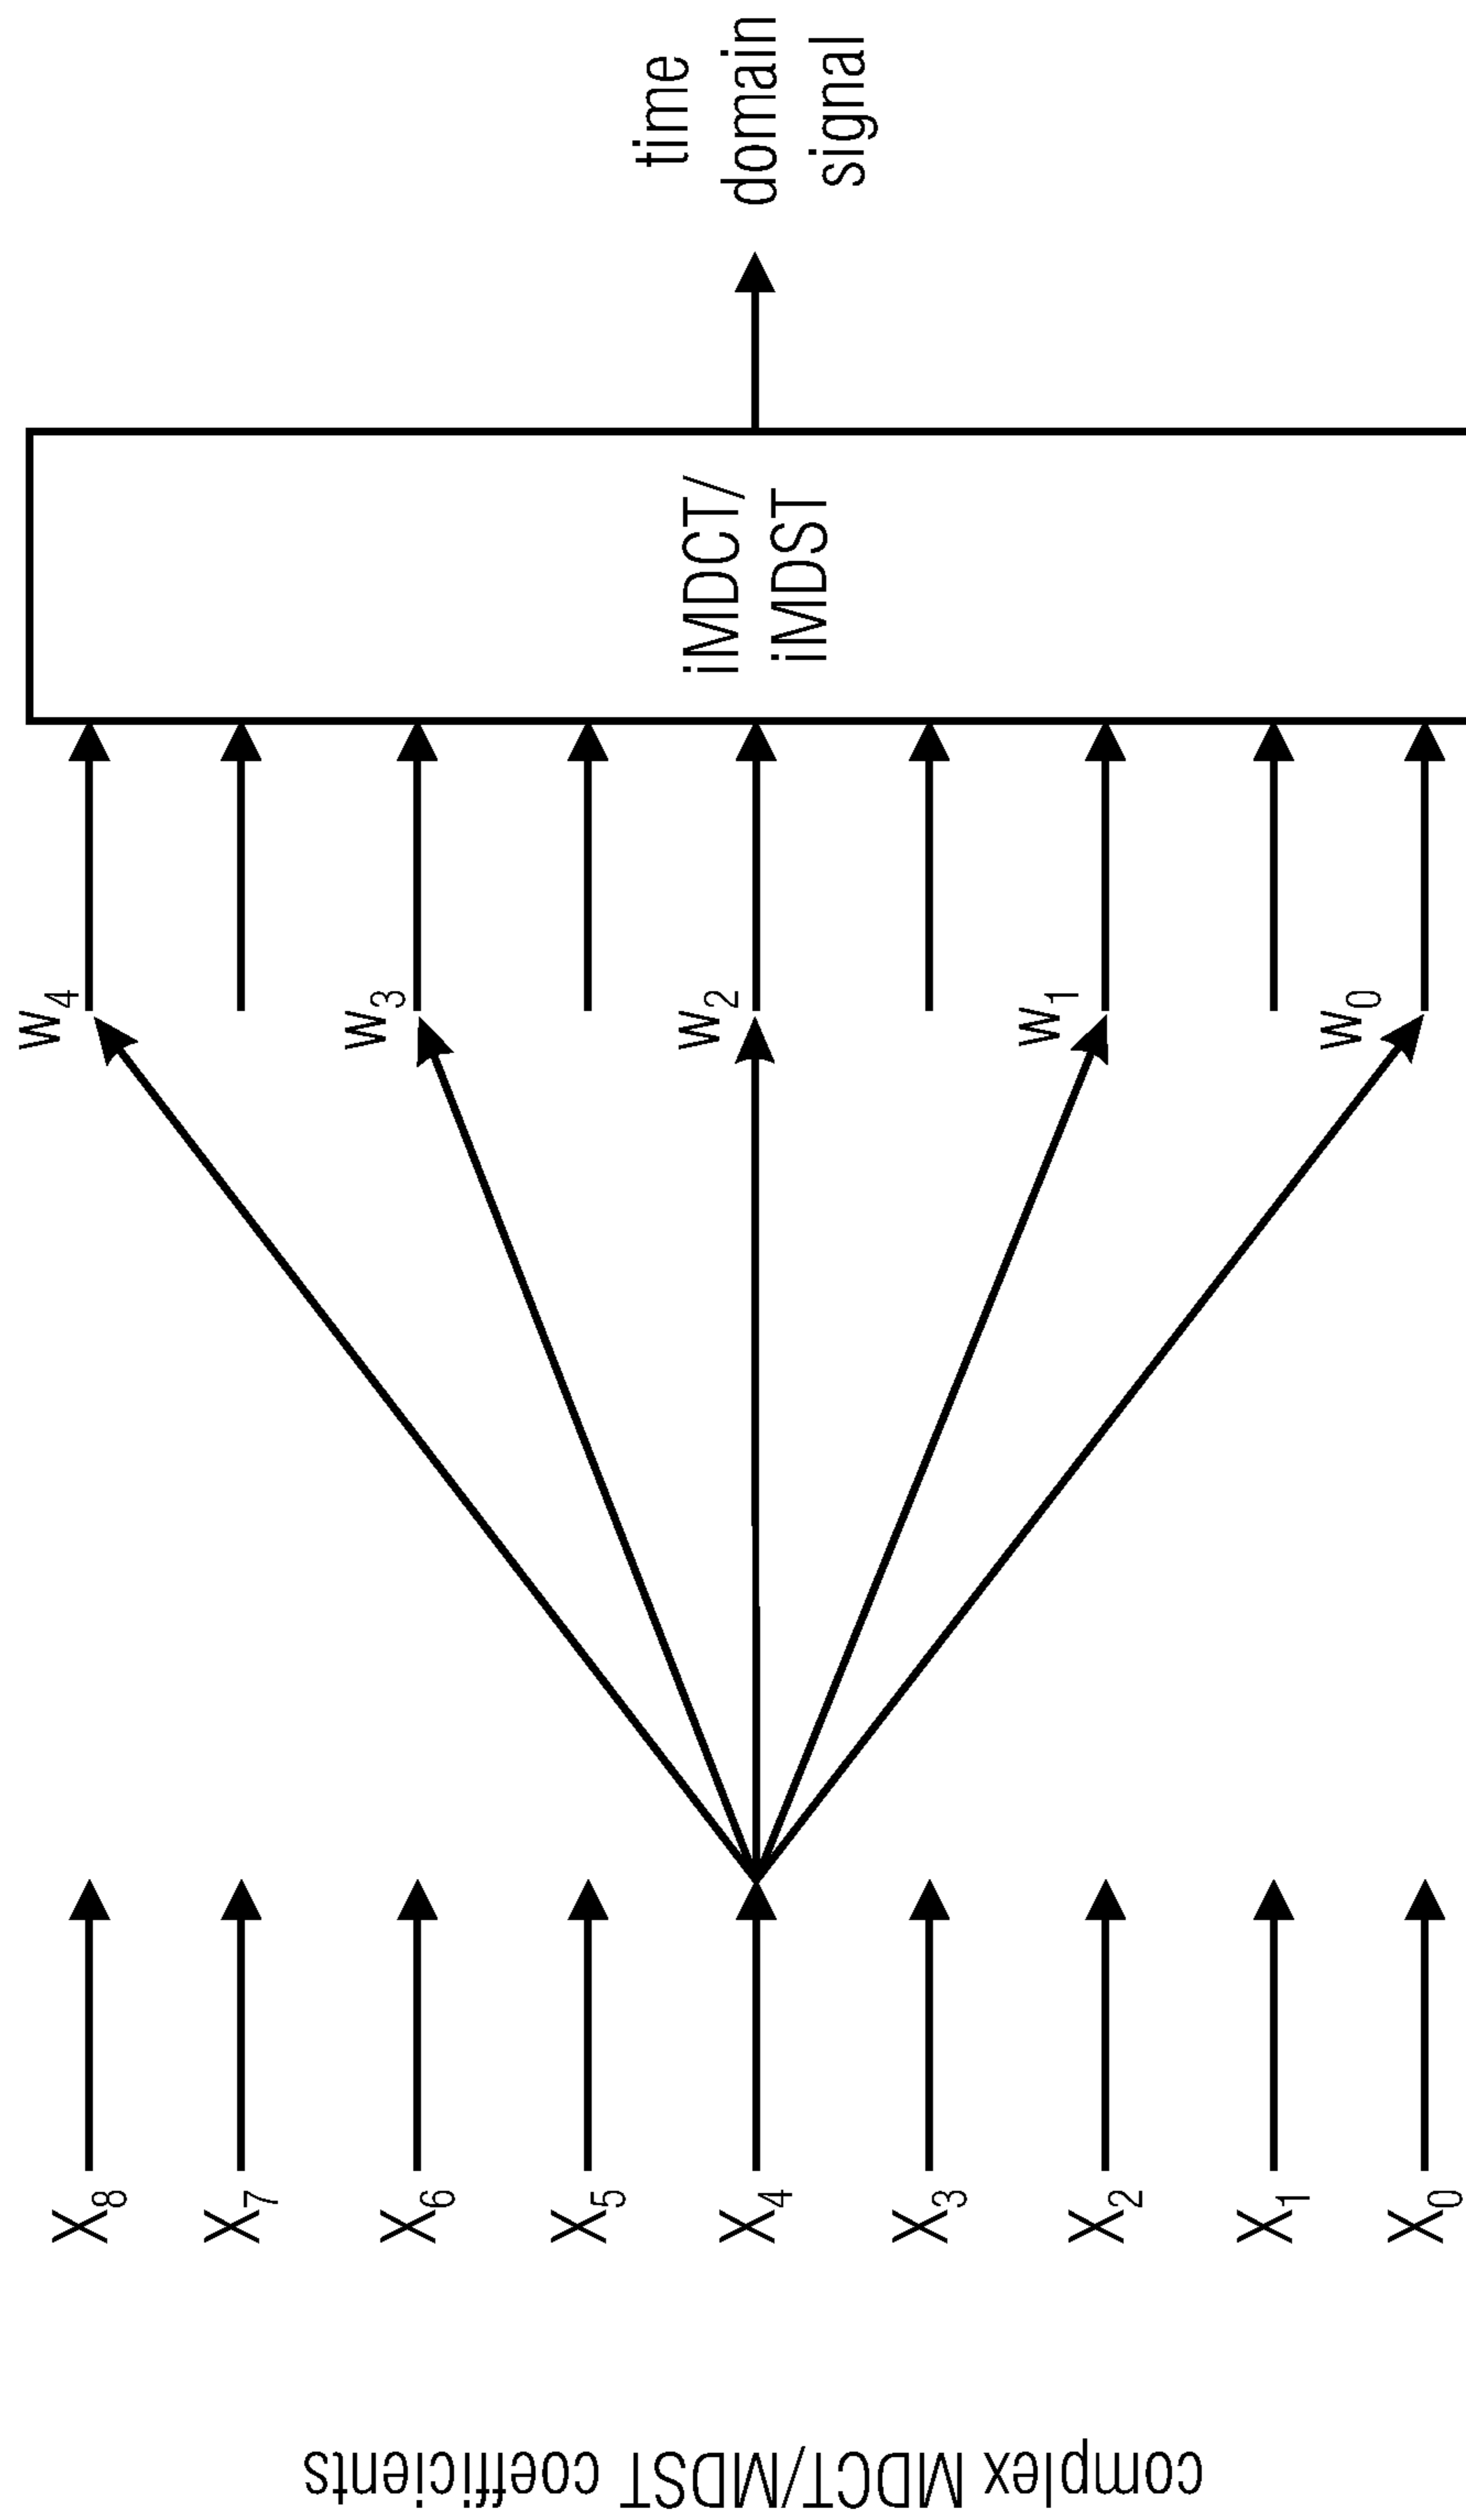 complex MDCT/MDST coefficients
X8
X7
X6
X5
X4
X3
X2
X1
X0
w4
w3
w2
w1
w0
iMDCT/
iMDST
time
domain
signal